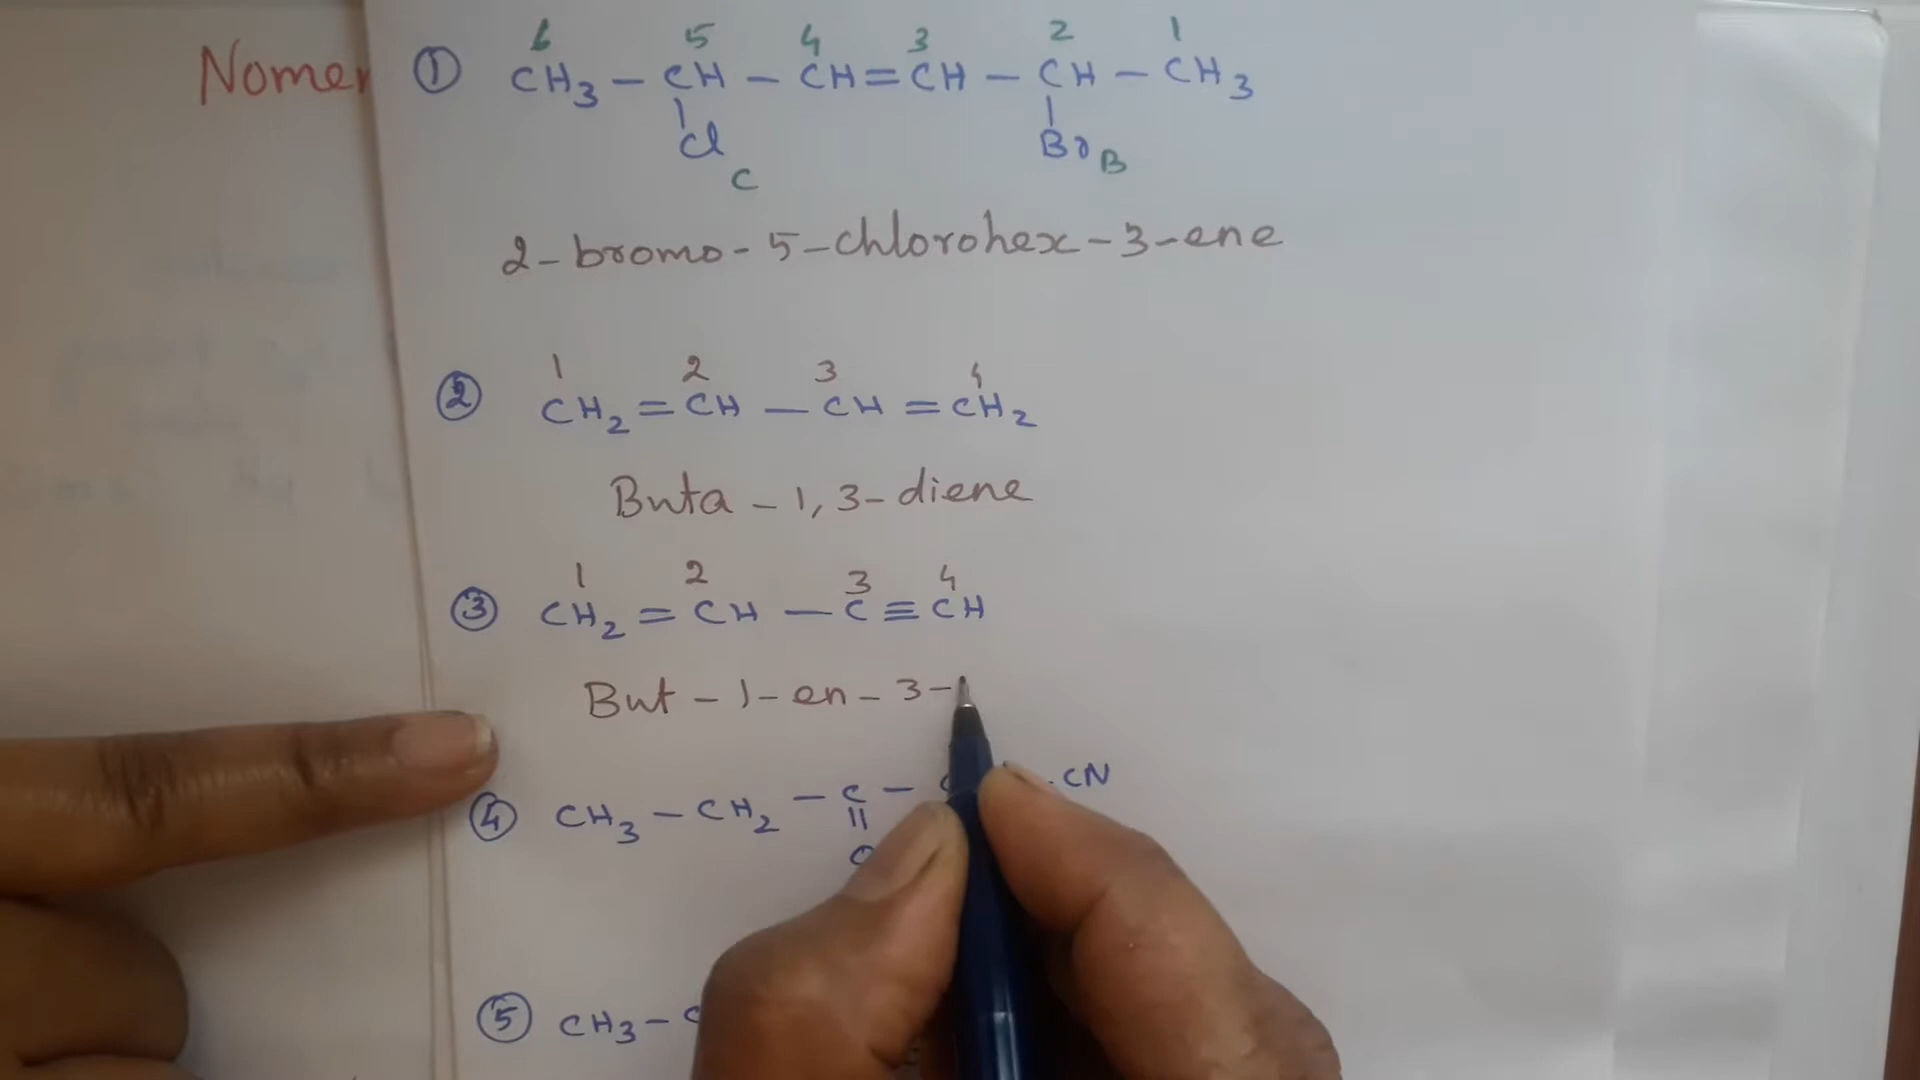 Nomen
6 5 4 3 2 1
① CH3 – CH – CH = CH – CH – CH3
Cl Br
C B
2-bromo-5-chlorohex-3-ene
1 2 3 4
② CH2 = CH – CH = CH2
Buta-1,3-diene
1 2 3 4
③ CH2 = CH – C ≡ CH
But-1-en-3-
④ CH3 – CH2 – C – CN
||
O
⑤ CH3 – C